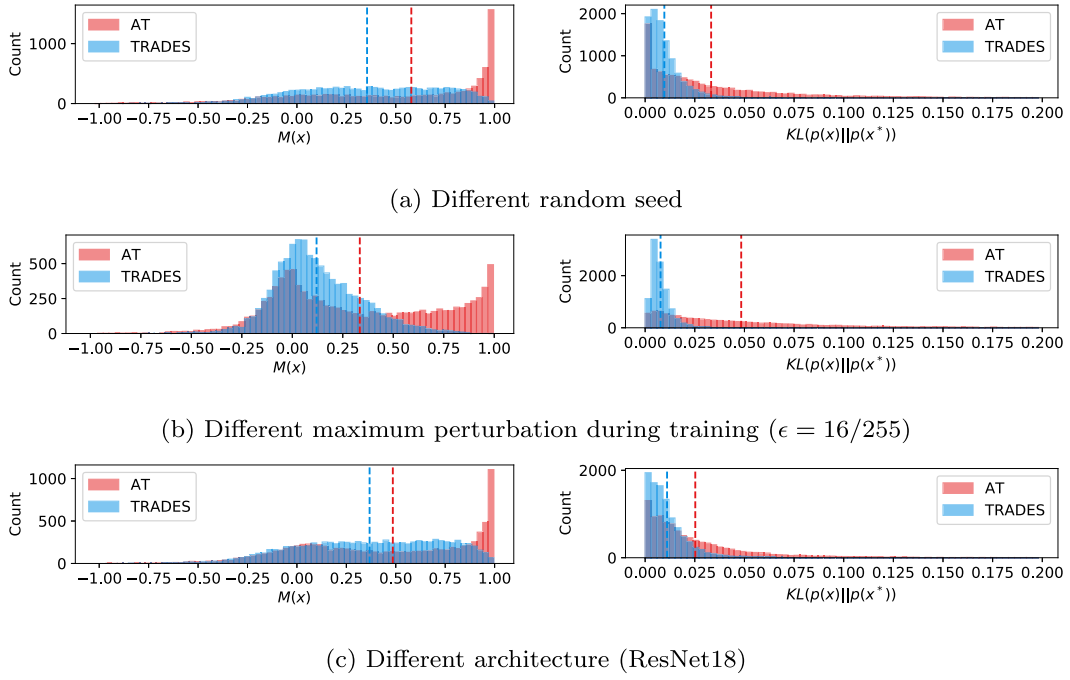 AT
TRADES
Count
1000
0
−1.00 −0.75 −0.50 −0.25 0.00 0.25 0.50 0.75 1.00
M(x)
AT
TRADES
Count
2000
1000
0
0.000 0.025 0.050 0.075 0.100 0.125 0.150 0.175 0.200
KL(p(x)||p(x*))
(a) Different random seed
AT
TRADES
Count
500
250
0
−1.00 −0.75 −0.50 −0.25 0.00 0.25 0.50 0.75 1.00
M(x)
AT
TRADES
Count
2000
0
0.000 0.025 0.050 0.075 0.100 0.125 0.150 0.175 0.200
KL(p(x)||p(x*))
(b) Different maximum perturbation during training (ϵ = 16/255)
AT
TRADES
Count
1000
500
0
−1.00 −0.75 −0.50 −0.25 0.00 0.25 0.50 0.75 1.00
M(x)
AT
TRADES
Count
2000
1000
0
0.000 0.025 0.050 0.075 0.100 0.125 0.150 0.175 0.200
KL(p(x)||p(x*))
(c) Different architecture (ResNet18)